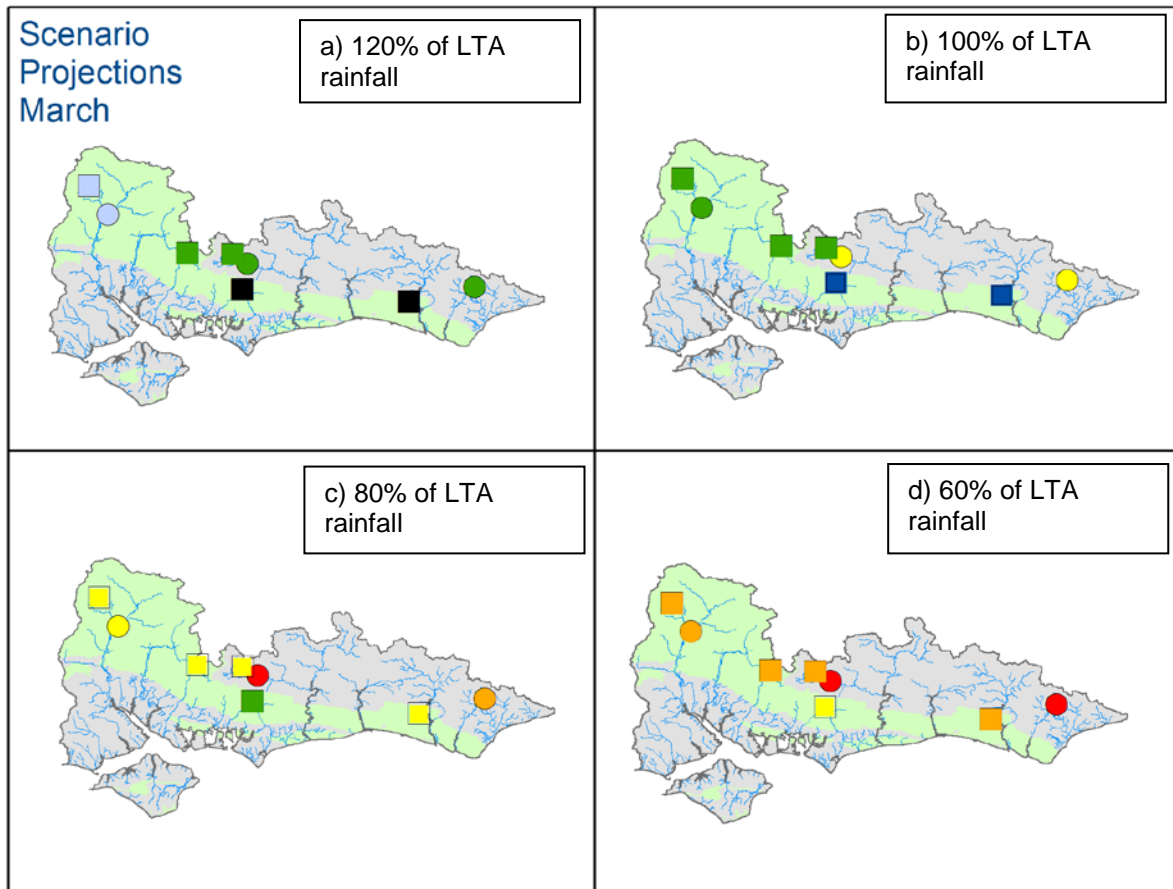 Scenario
Projections
March
a) 120% of LTA
rainfall
b) 100% of LTA
rainfall
c) 80% of LTA
rainfall
d) 60% of LTA
rainfall